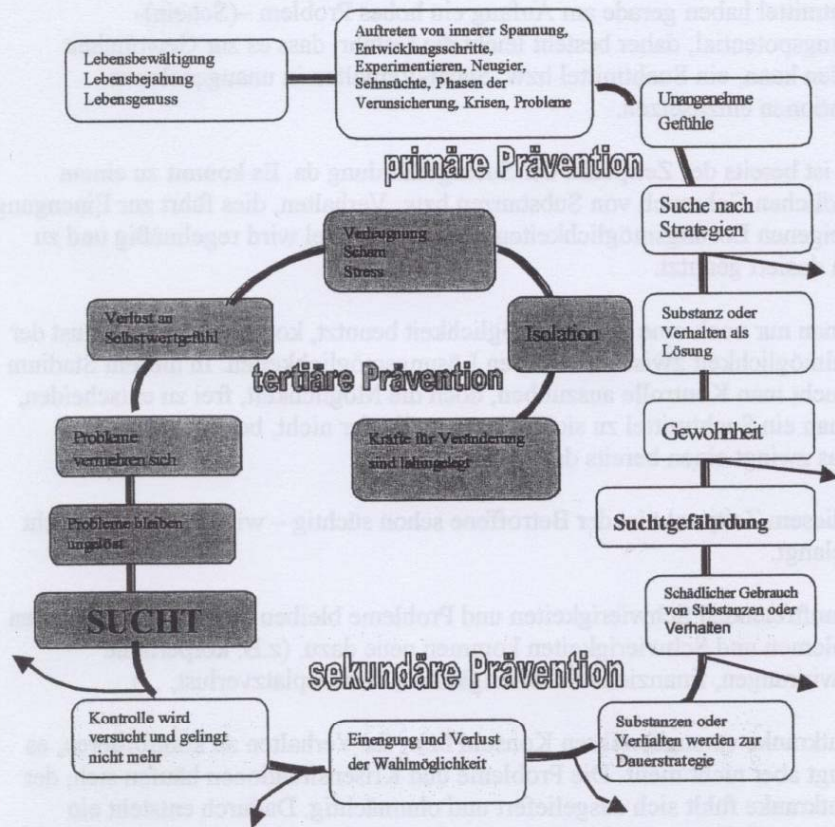 Lebensbewältigung
Lebensbejahung
Lebensgenuss
Auftreten von innerer Spannung,
Entwicklungsschritte,
Experimentieren, Neugier,
Sehnsüchte, Phasen der
Verunsicherung, Krisen, Probleme
Unangenehme
Gefühle
primäre Prävention
Suche nach
Strategien
Substanz oder
Verhalten als
Lösung
Gewohnheit
Suchtgefährdung
Schädlicher Gebrauch
von Substanzen oder
Verhalten
Substanzen oder
Verhalten werden zur
Dauerstrategie
sekundäre Prävention
Einengung und Verlust
der Wahlmöglichkeit
Kontrolle wird
versucht und gelingt
nicht mehr
SUCHT
Probleme bleiben
ungelöst
Probleme
vermehren sich
Verlust an
Selbstwertgefühl
Verleugnung
Scham
Stress
Isolation
tertiäre Prävention
Kräfte für Veränderung
sind lahmgelegt